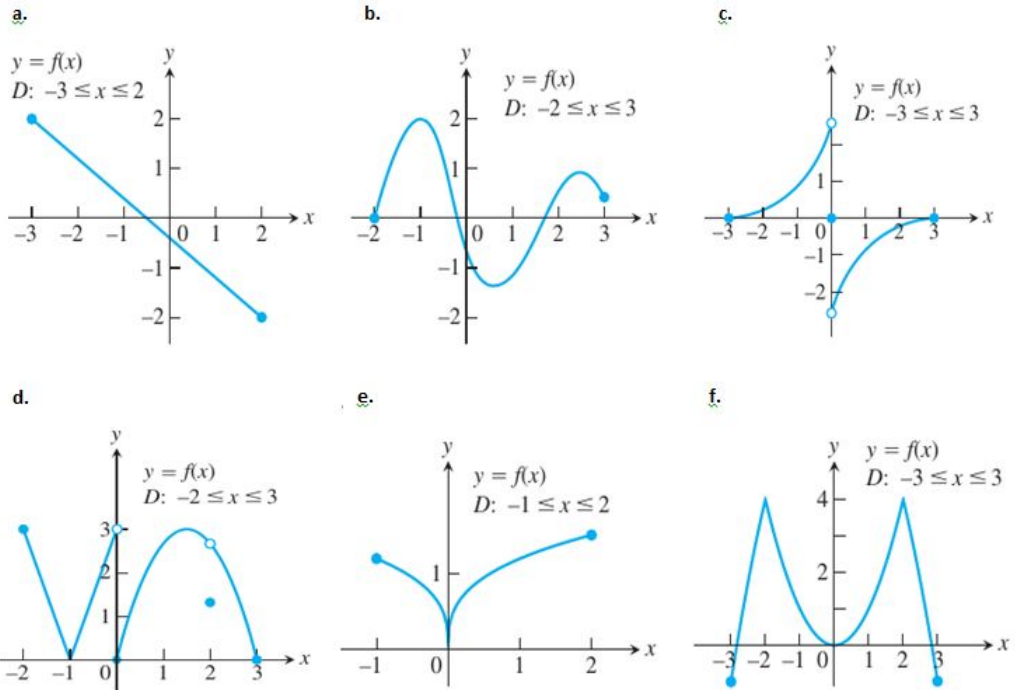 a.
y
y = f(x)
D: –3 ≤ x ≤ 2
2
1
–3 –2 –1 0 1 2 x
–1
–2
b.
y
y = f(x)
D: –2 ≤ x ≤ 3
2
1
–2 –1 0 1 2 3 x
–1
–2
c.
y
y = f(x)
D: –3 ≤ x ≤ 3
1
–3 –2 –1 0 1 2 3 x
–1
–2
d.
y
y = f(x)
D: –2 ≤ x ≤ 3
3
2
1
–2 –1 0 1 2 3 x
e.
y
y = f(x)
D: –1 ≤ x ≤ 2
1
–1 0 1 2 x
f.
y
y = f(x)
D: –3 ≤ x ≤ 3
4
2
–3 –2 –1 0 1 2 3 x